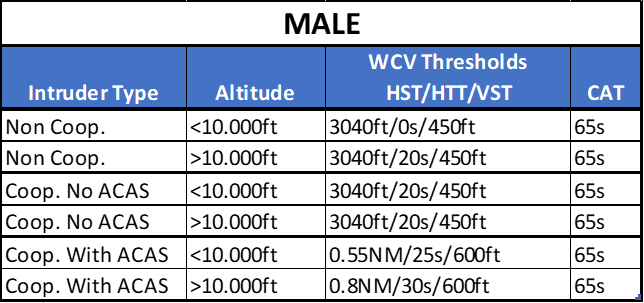 MALE
Intruder Type Altitude WCV Thresholds HST/HTT/VST CAT
Non Coop. <10.000ft 3040ft/0s/450ft 65s
Non Coop. >10.000ft 3040ft/20s/450ft 65s
Coop. No ACAS <10.000ft 3040ft/20s/450ft 65s
Coop. No ACAS >10.000ft 3040ft/20s/450ft 65s
Coop. With ACAS <10.000ft 0.55NM/25s/600ft 65s
Coop. With ACAS >10.000ft 0.8NM/30s/600ft 65s